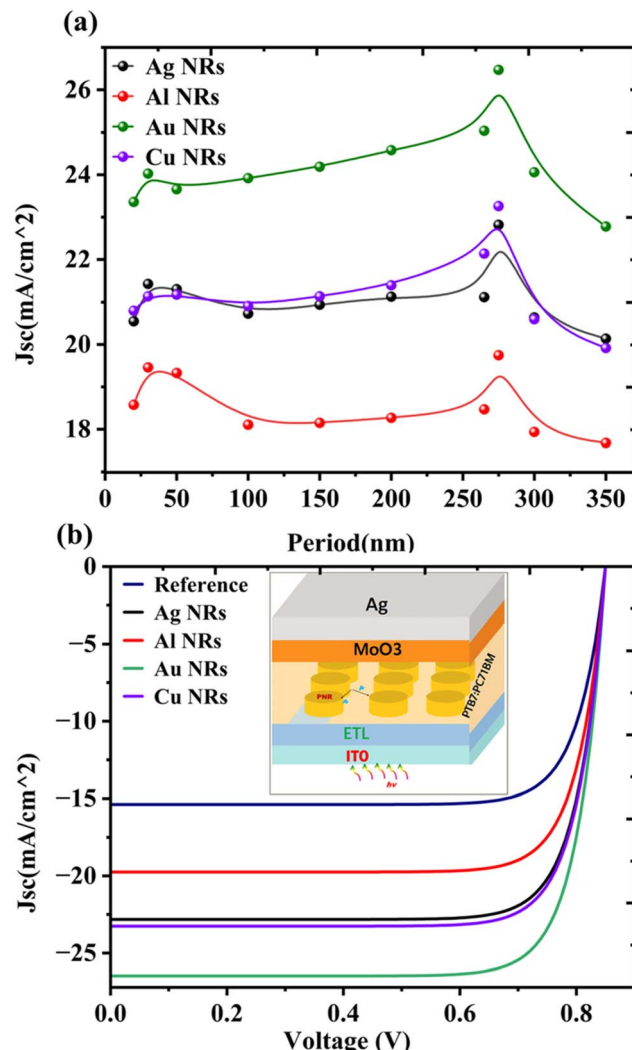 (a)
Ag NRs
Al NRs
Au NRs
Cu NRs
26
24
22
20
18
Jsc(mA/cm^2)
0 50 100 150 200 250 300 350
Period(nm)
(b)
Reference
Ag NRs
Al NRs
Au NRs
Cu NRs
Ag
MoO3
PNR
PTB7:PC71BM
ETL
ITO
hv
0
−5
−10
−15
−20
−25
Jsc(mA/cm^2)
0.0 0.2 0.4 0.6 0.8
Voltage (V)